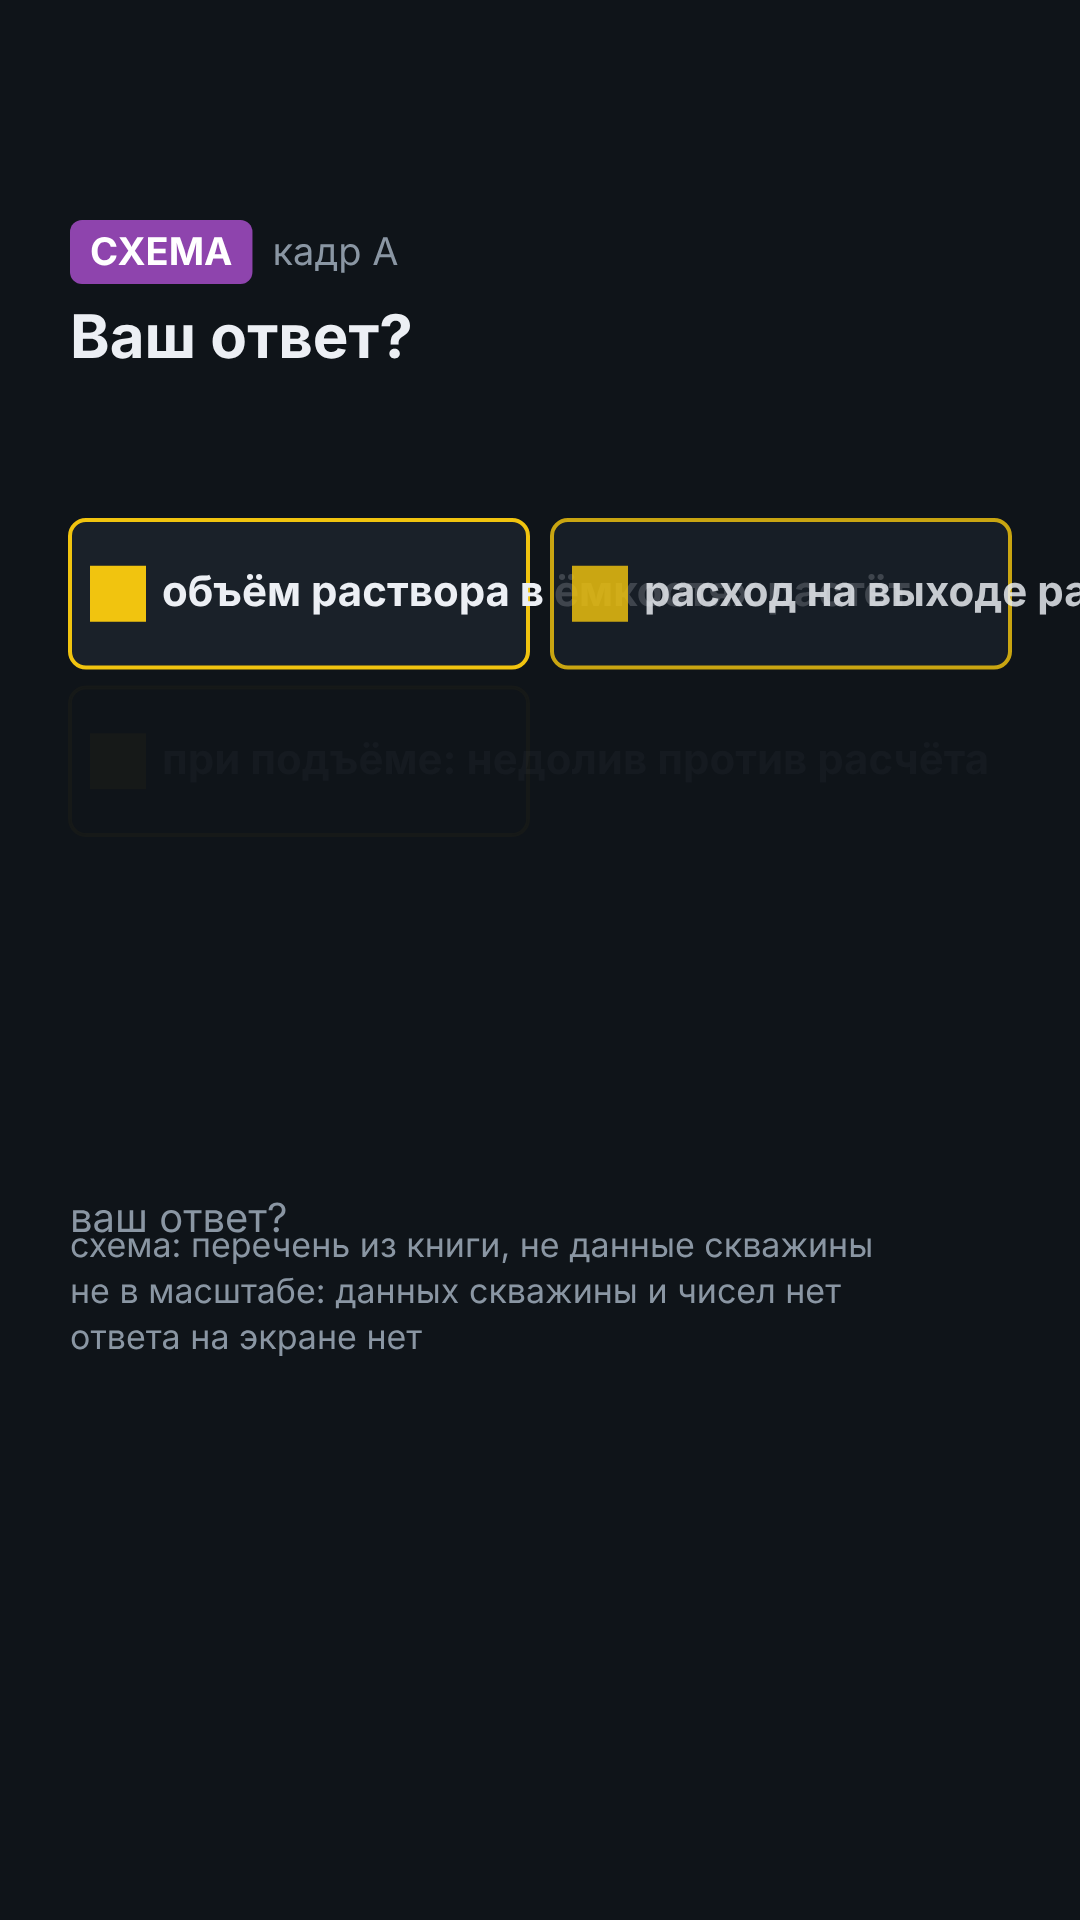 СХЕМА кадр А
Ваш ответ?
объём раствора в
расход на выходе
при подъёме: недолив против расчёта
ваш ответ?
схема: перечень из книги, не данные скважины
не в масштабе: данных скважины и чисел нет
ответа на экране нет